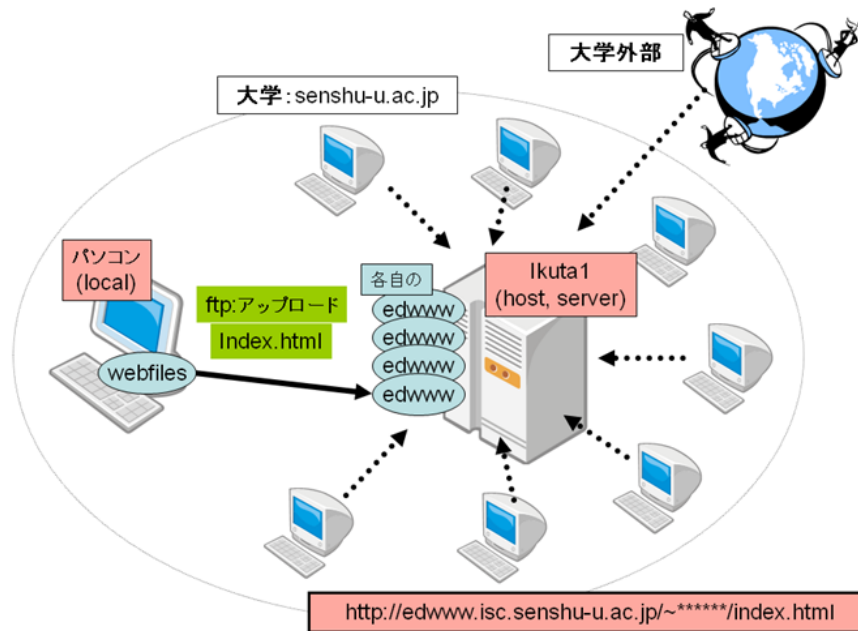 大学外部
大学:senshu-u.ac.jp
パソコン
(local)
ftp:アップロード
Index.html
webfiles
各自の
edwww
edwww
edwww
edwww
Ikuta1
(host, server)
http://edwww.isc.senshu-u.ac.jp/~******/index.html